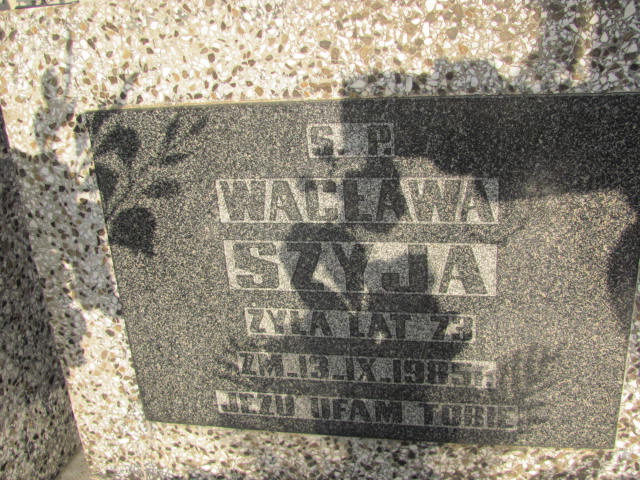 Ś. P.
WACŁAWA
SZYJA
ŻYŁA LAT 73
ZM. 13. IX. 1985 r.
JEZU UFAM TOBIE